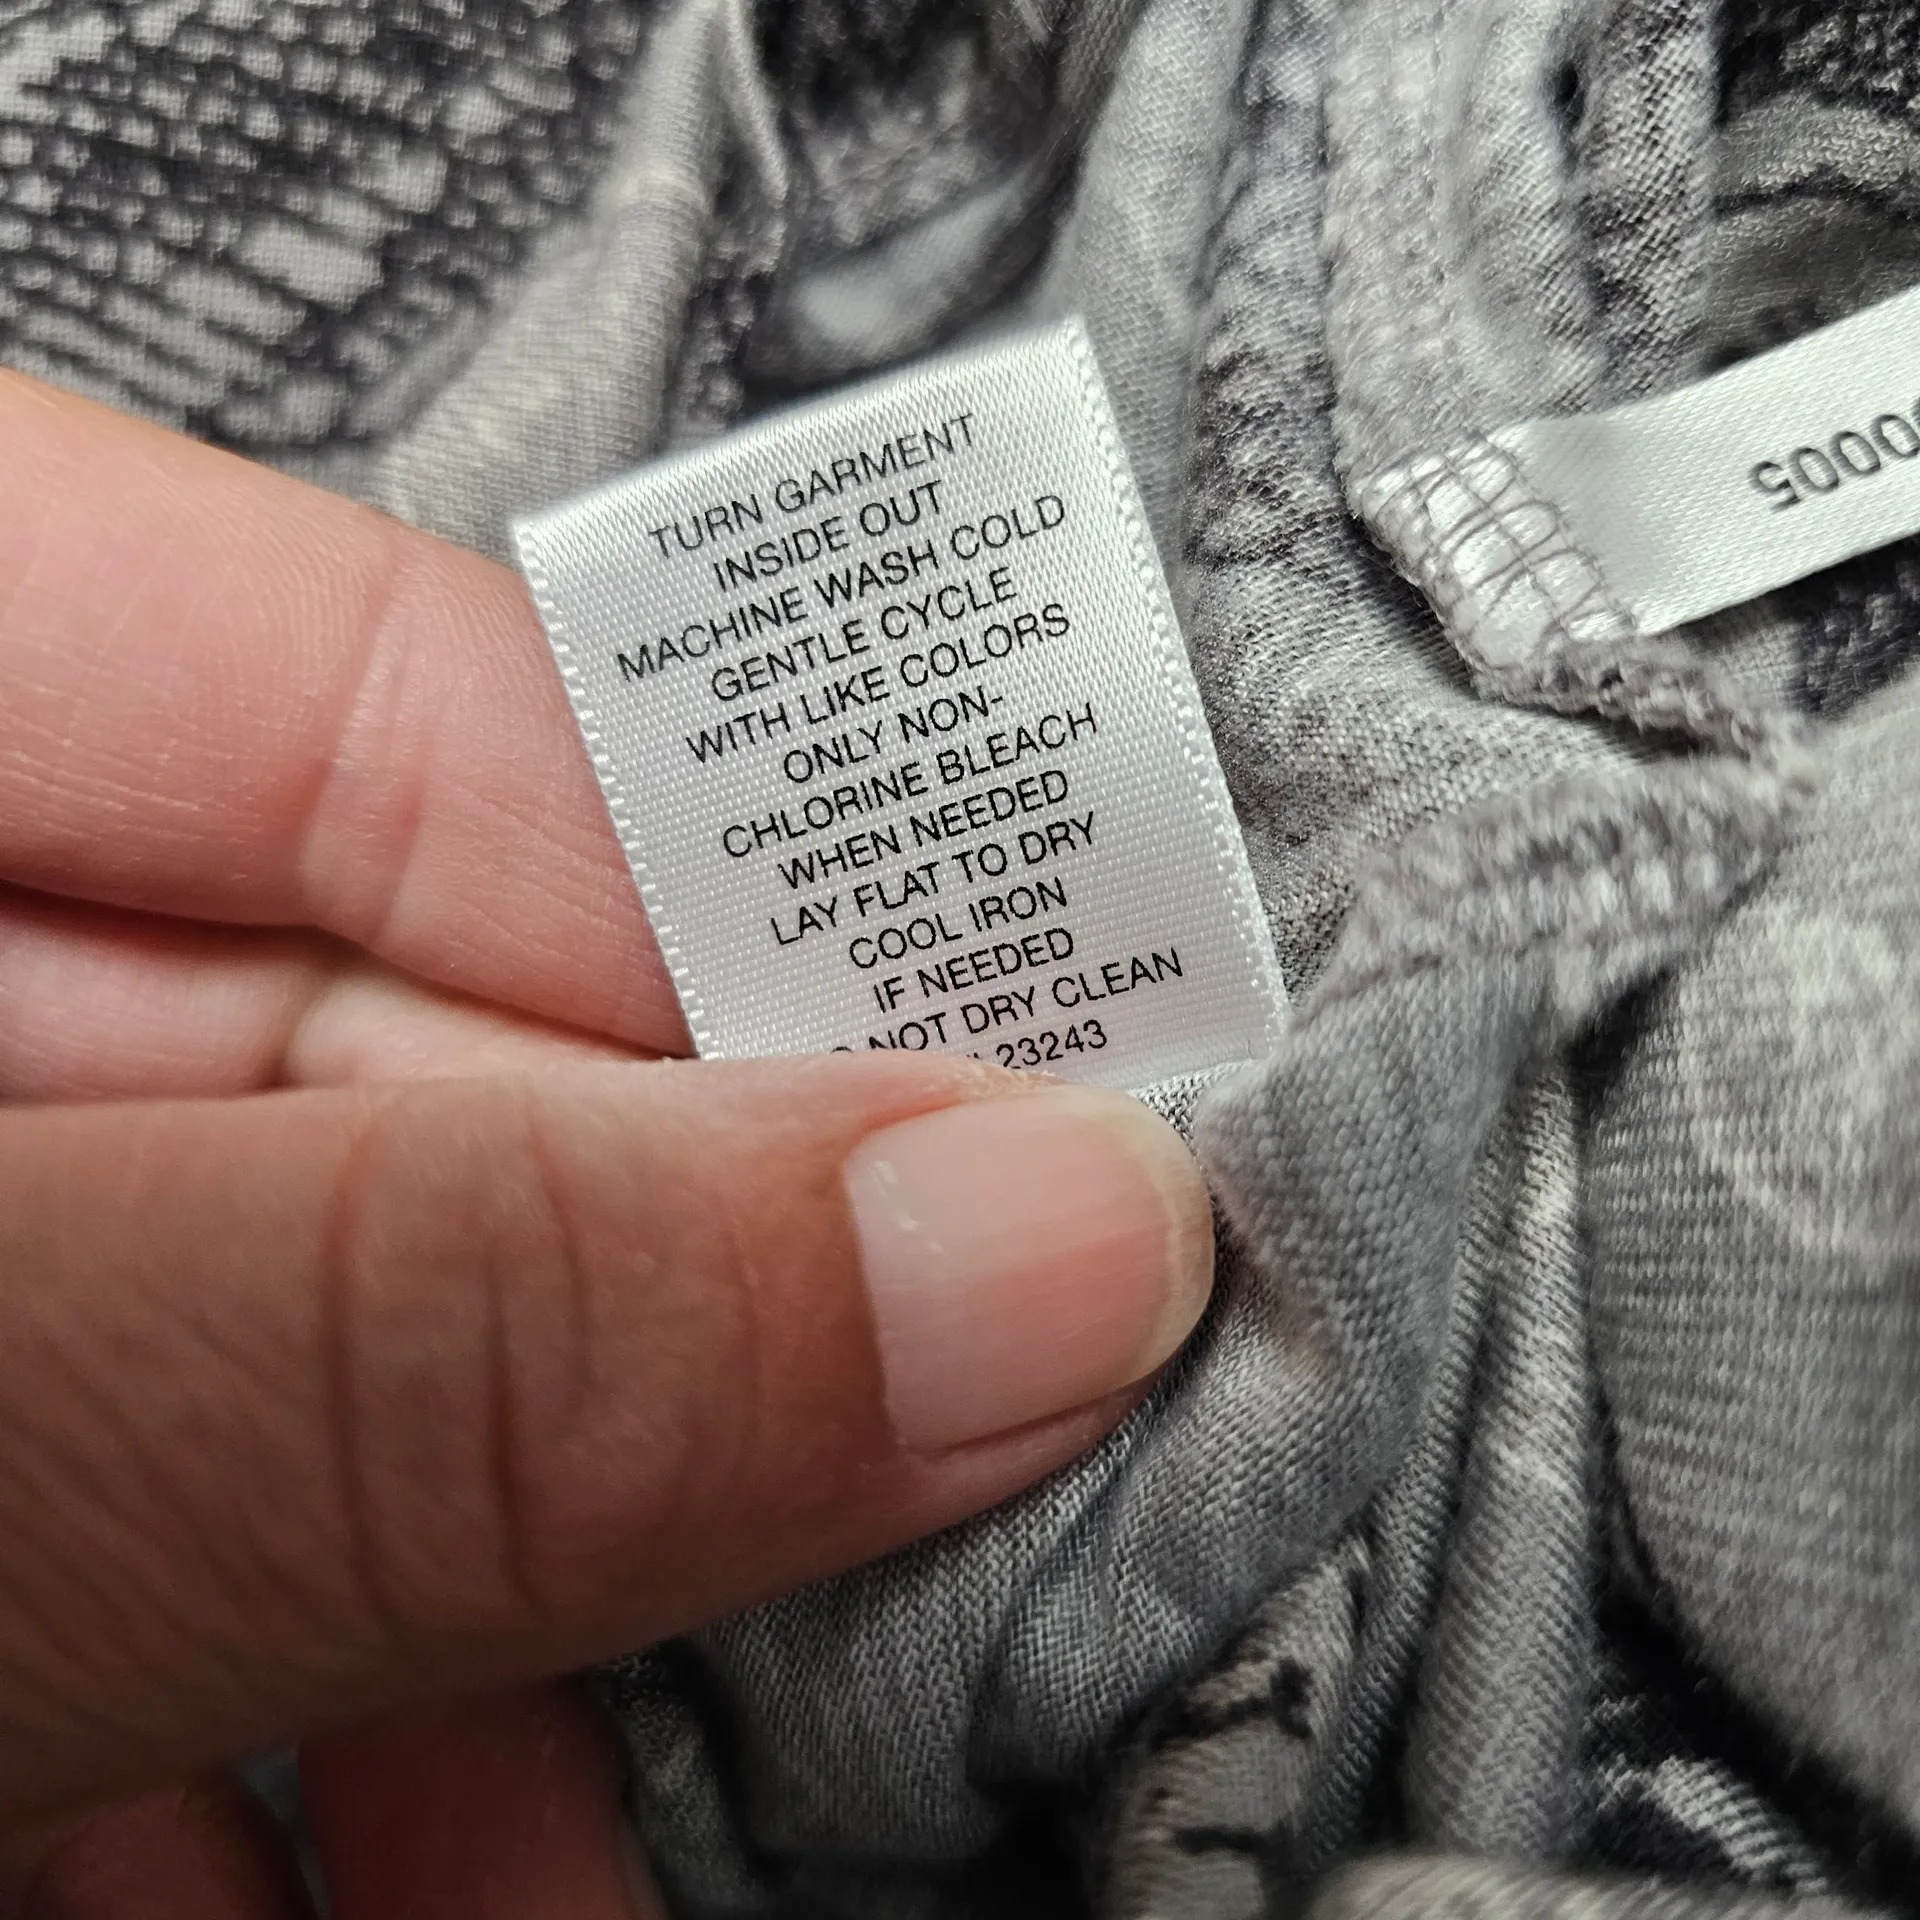 TURN GARMENT
INSIDE OUT
MACHINE WASH COLD
GENTLE CYCLE
WITH LIKE COLORS
ONLY NON-
CHLORINE BLEACH
WHEN NEEDED
LAY FLAT TO DRY
COOL IRON
IF NEEDED
NOT DRY CLEAN
23243
0005